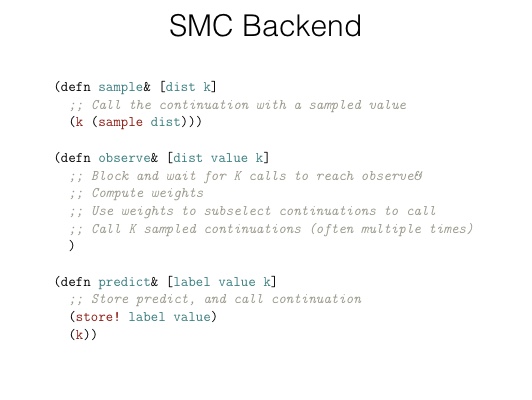 SMC Backend
(defn sample& [dist k]
;; Call the continuation with a sampled value
(k (sample dist)))
(defn observe& [dist value k]
;; Block and wait for K calls to reach observe&
;; Compute weights
;; Use weights to subselect continuations to call
;; Call K sampled continuations (often multiple times)
)
(defn predict& [label value k]
;; Store predict, and call continuation
(store! label value)
(k))